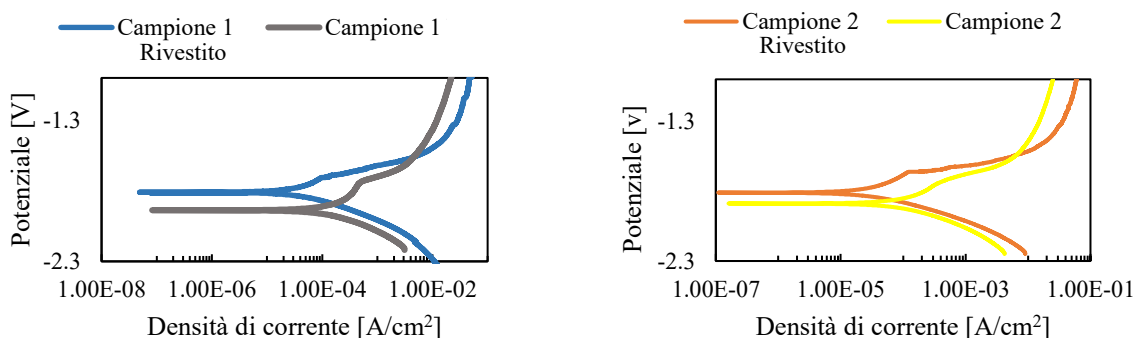 Campione 1 Rivestito
Campione 1
Potenziale [V]
-1.3
-2.3
1.00E-08
1.00E-06
1.00E-04
1.00E-02
Densità di corrente [A/cm²]
Campione 2 Rivestito
Campione 2
Potenziale [v]
-1.3
-2.3
1.00E-07
1.00E-05
1.00E-03
1.00E-01
Densità di corrente [A/cm²]